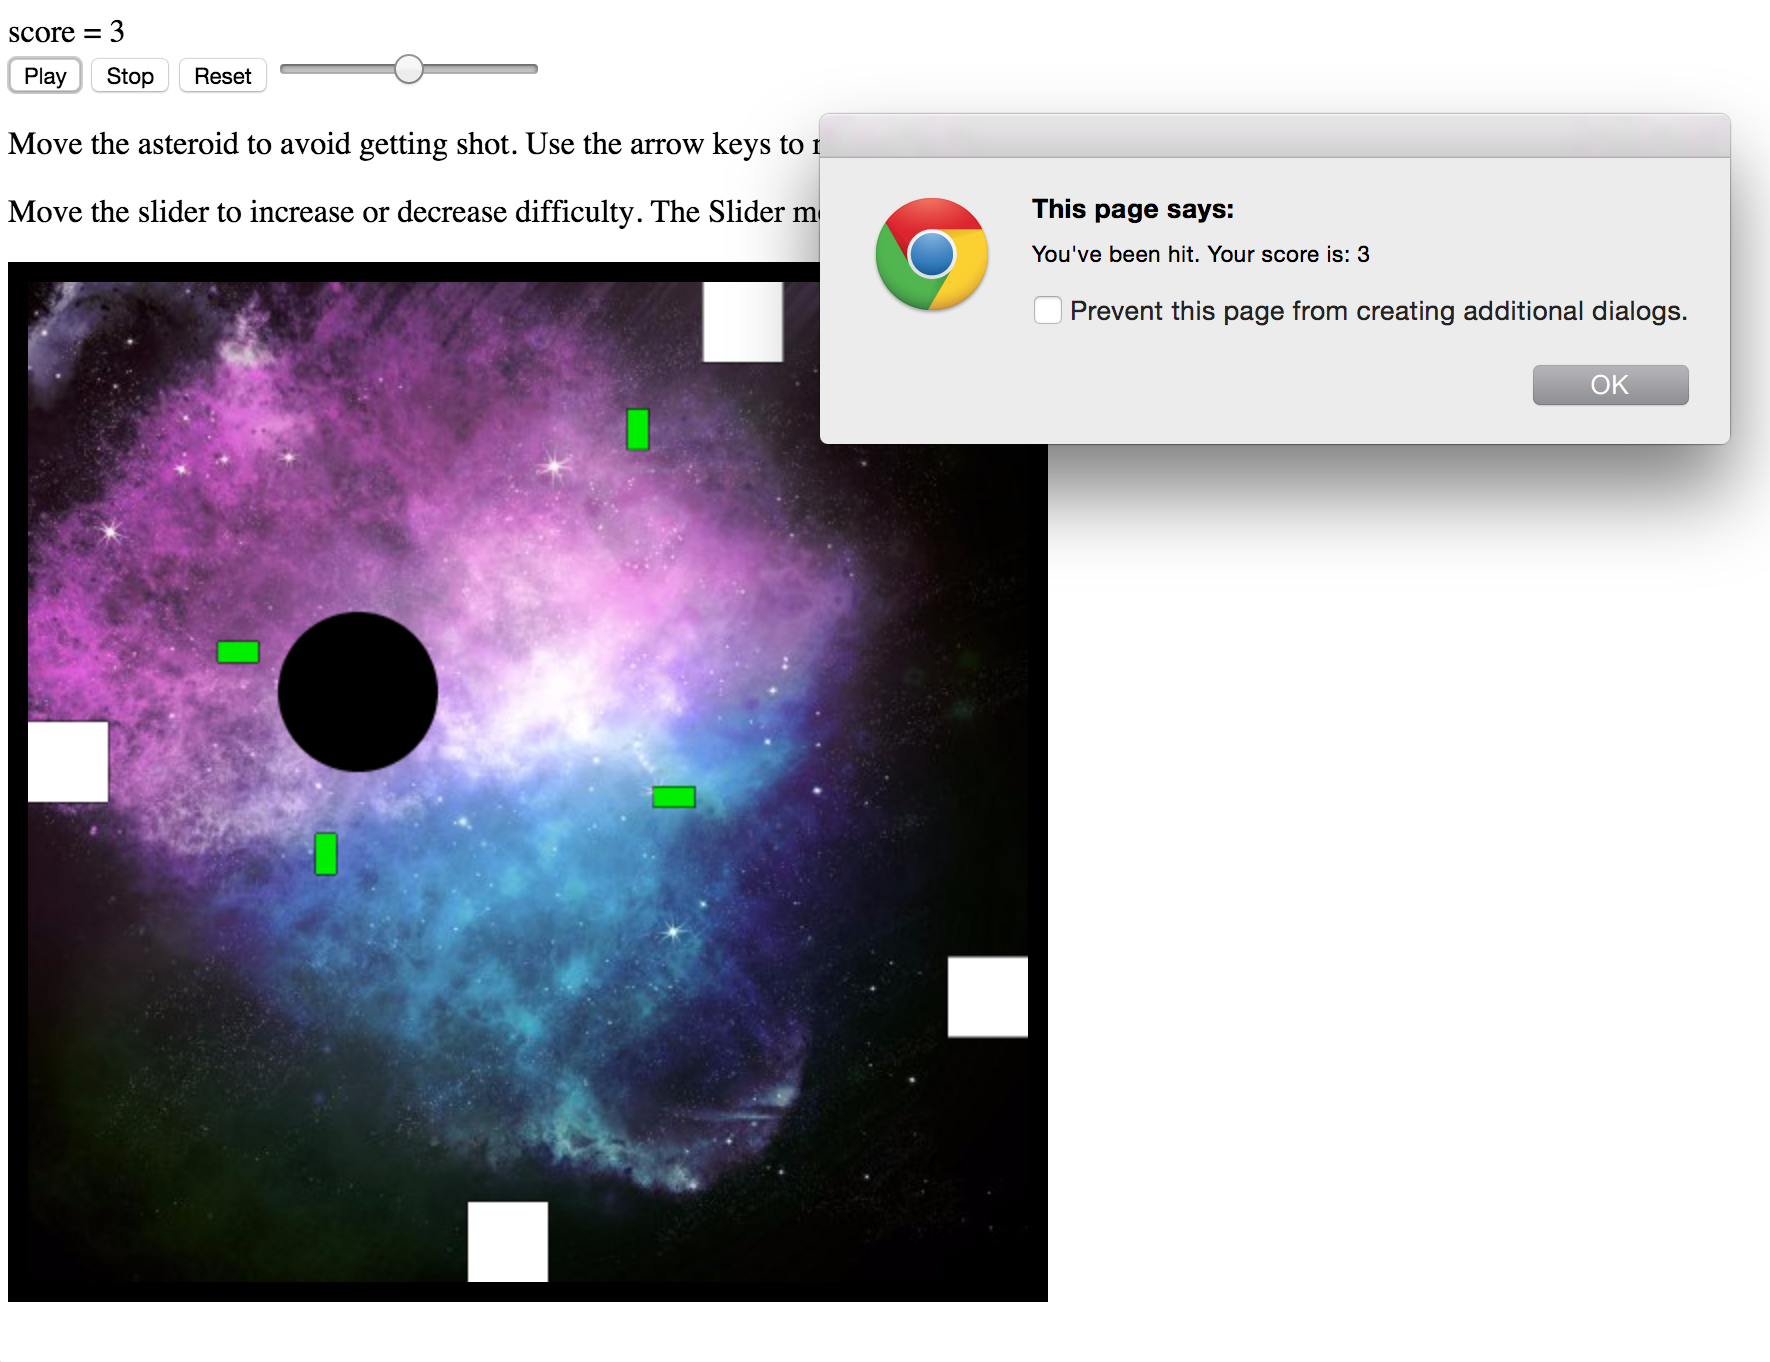 score = 3
Play Stop Reset
Move the asteroid to avoid getting shot. Use the arrow keys to
Move the slider to increase or decrease difficulty. The Slider
This page says:
You've been hit. Your score is: 3
Prevent this page from creating additional dialogs.
OK